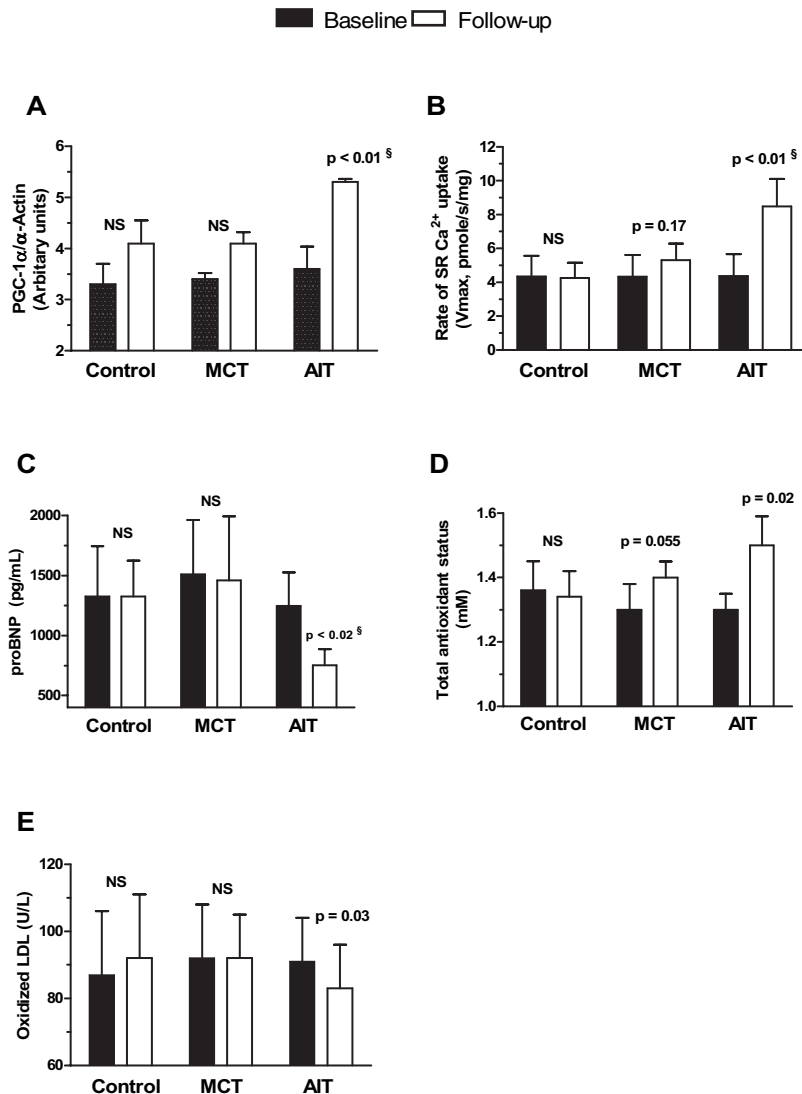 Baseline Follow-up
A
PGC-1α/α-Actin
(Arbitary units)
6
5
4
3
2
NS
NS
p < 0.01 §
Control MCT AIT
B
Rate of SR Ca²⁺ uptake
(Vmax, pmole/s/mg)
12
10
8
6
4
2
0
NS
p = 0.17
p < 0.01 §
Control MCT AIT
C
proBNP (pg/mL)
2000
1500
1000
500
NS
NS
p < 0.02 §
Control MCT AIT
D
Total antioxidant status
(mM)
1.6
1.4
1.2
1.0
NS
p = 0.055
p = 0.02
Control MCT AIT
E
Oxidized LDL (U/L)
120
100
80
60
NS
NS
p = 0.03
Control MCT AIT